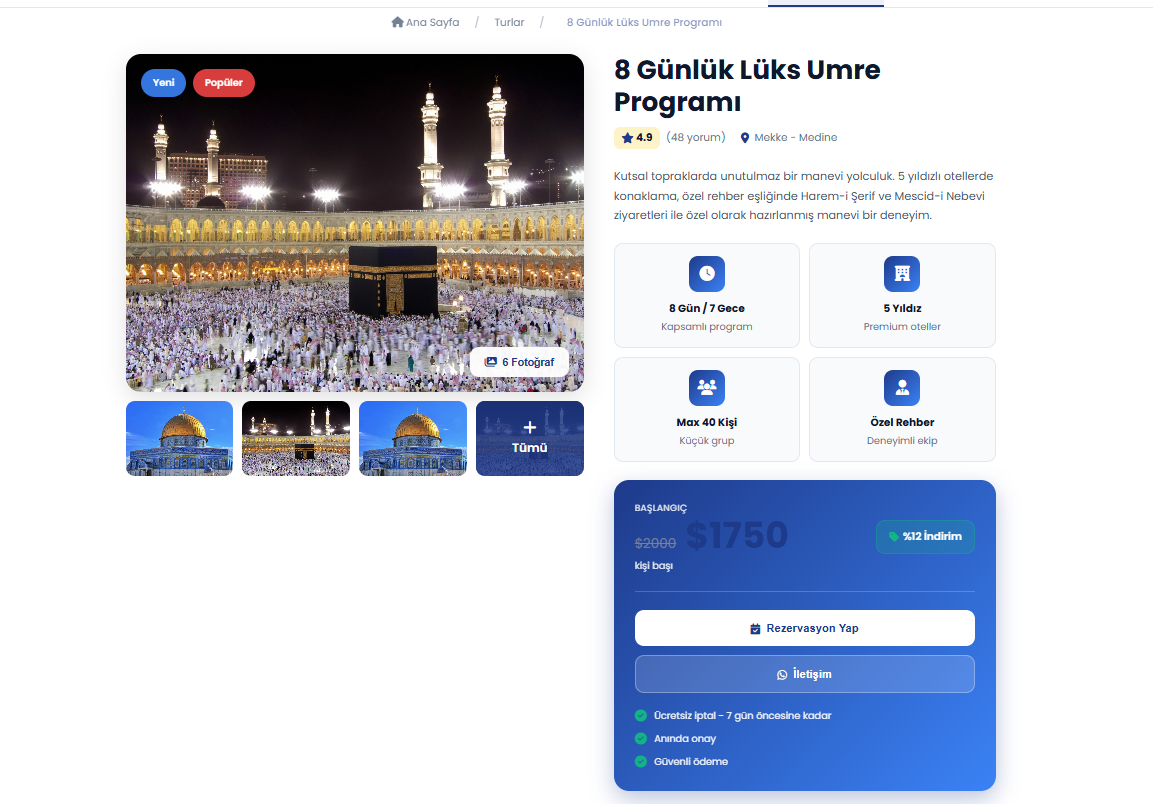 Ana Sayfa / Turlar / 8 Günlük Lüks Umre Programı
Yeni
Popüler
6 Fotoğraf
Tümü
8 Günlük Lüks Umre
Programı
4.9 (48 yorum) Mekke - Medine
Kutsal topraklarda unutulmaz bir manevi yolculuk. 5 yıldızlı otellerde
konaklama, özel rehber eşliğinde Harem-i Şerif ve Mescid-i Nebevi
ziyaretleri ile özel olarak hazırlanmış manevi bir deneyim.
8 Gün / 7 Gece
Kapsamlı program
5 Yıldız
Premium oteller
Max 40 Kişi
Küçük grup
Özel Rehber
Deneyimli ekip
BAŞLANGIÇ
$2000 $1750
kişi başı
%12 İndirim
Rezervasyon Yap
İletişim
Ücretsiz iptal - 7 gün öncesine kadar
Anında onay
Güvenli ödeme